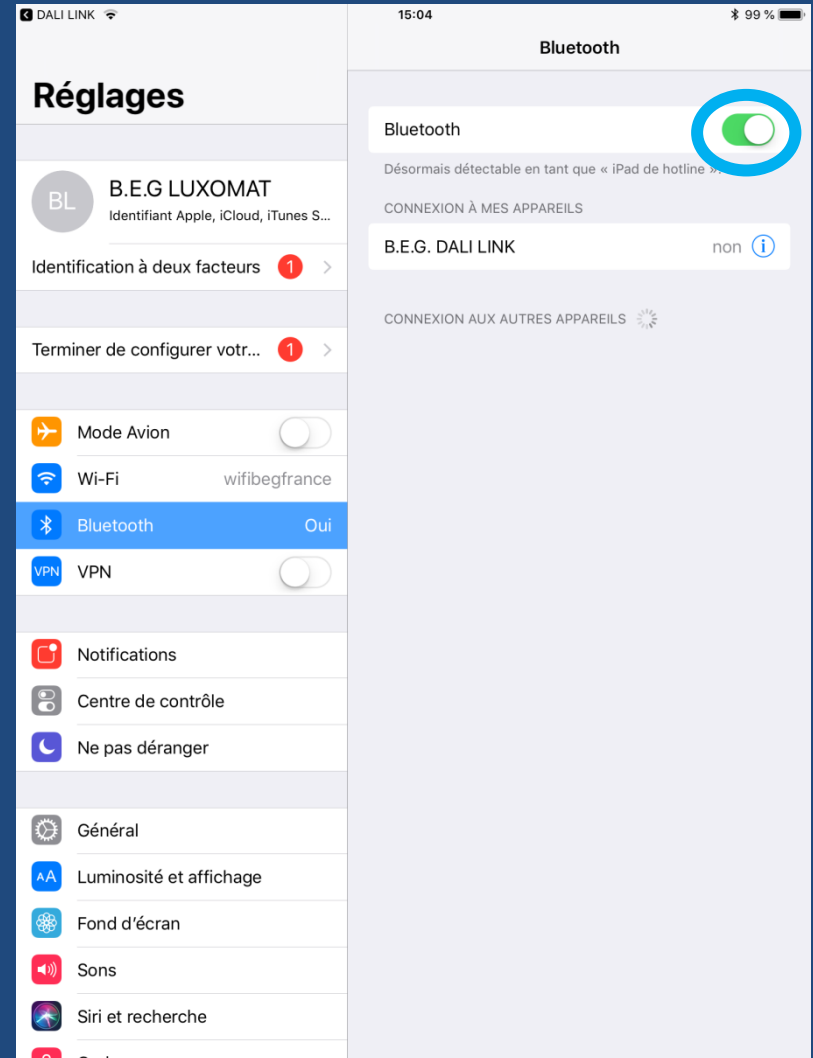 DALI LINK
15:04
99 %
Bluetooth
Réglages
Bluetooth
Désormais détectable en tant que « iPad de hotline ».
BL
B.E.G LUXOMAT
Identifiant Apple, iCloud, iTunes S...
CONNEXION À MES APPAREILS
B.E.G. DALI LINK
non
Identification à deux facteurs
1
CONNEXION AUX AUTRES APPAREILS
Terminer de configurer votr...
1
Mode Avion
Wi-Fi
wifibegfrance
Bluetooth
Oui
VPN
VPN
Notifications
Centre de contrôle
Ne pas déranger
Général
AA
Luminosité et affichage
Fond d'écran
Sons
Siri et recherche